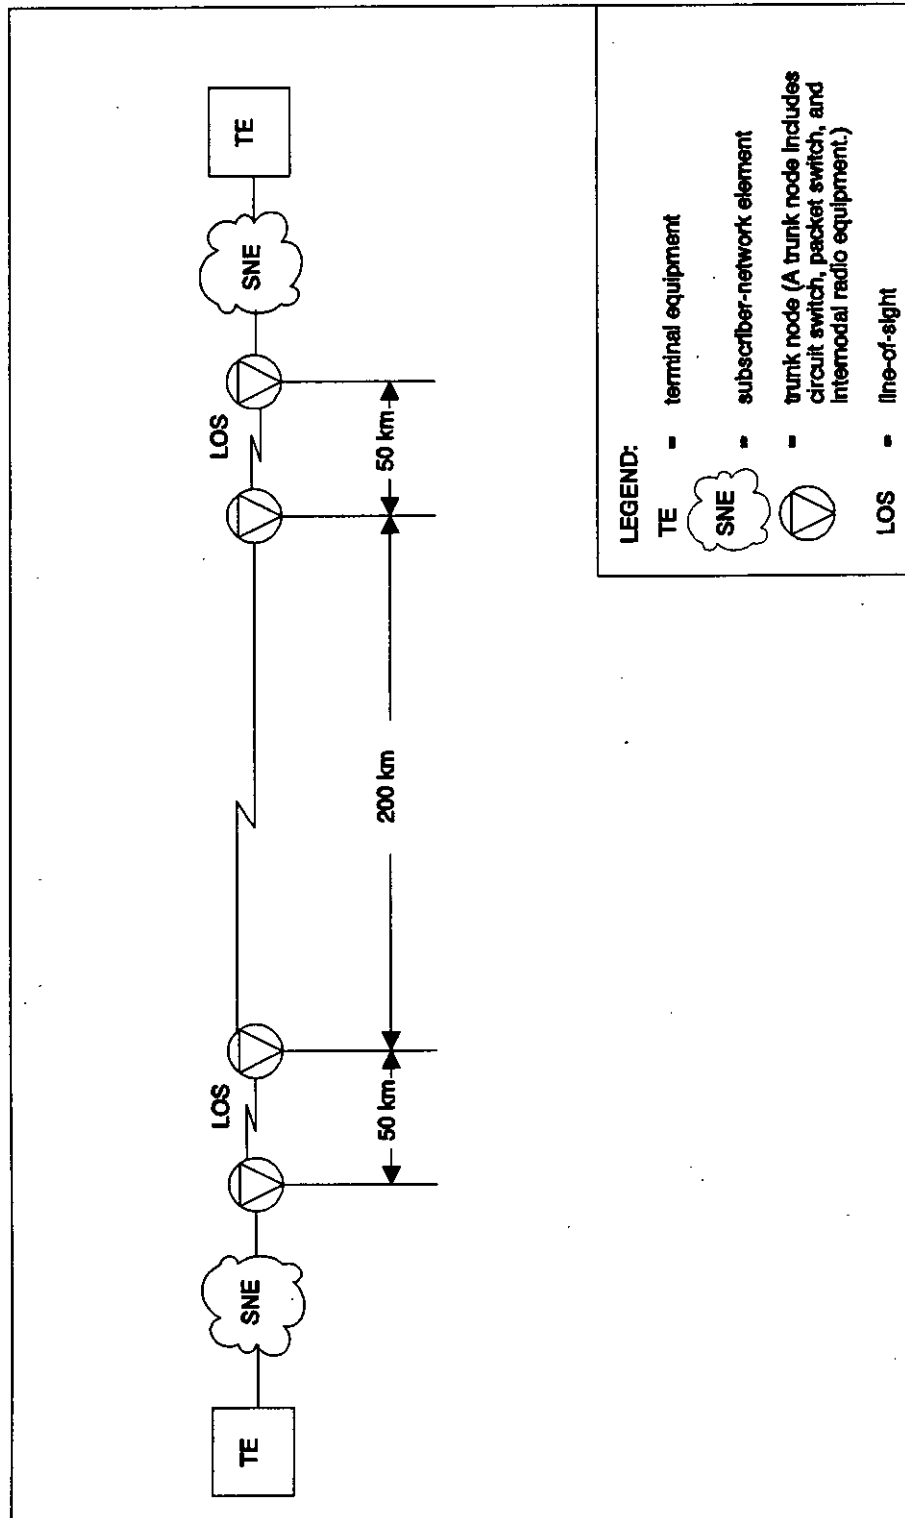 TE
SNE
LOS
LOS
SNE
TE
50 km
200 km
50 km
LEGEND:
TE = terminal equipment
SNE = subscriber-network element
= trunk node (A trunk node includes
circuit switch, packet switch, and
internodal radio equipment.)
LOS = line-of-sight